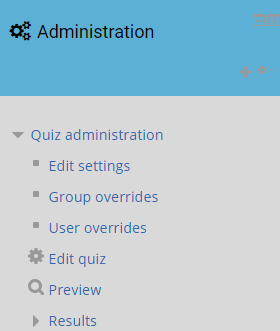 Administration
Quiz administration
Edit settings
Group overrides
User overrides
Edit quiz
Preview
Results